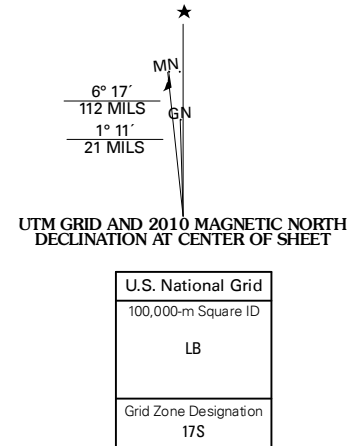 ★
MN.
6° 17´
112 MILS
GN
1° 11´
21 MILS
UTM GRID AND 2010 MAGNETIC NORTH
DECLINATION AT CENTER OF SHEET
U.S. National Grid
100,000-m Square ID
LB
Grid Zone Designation
17S